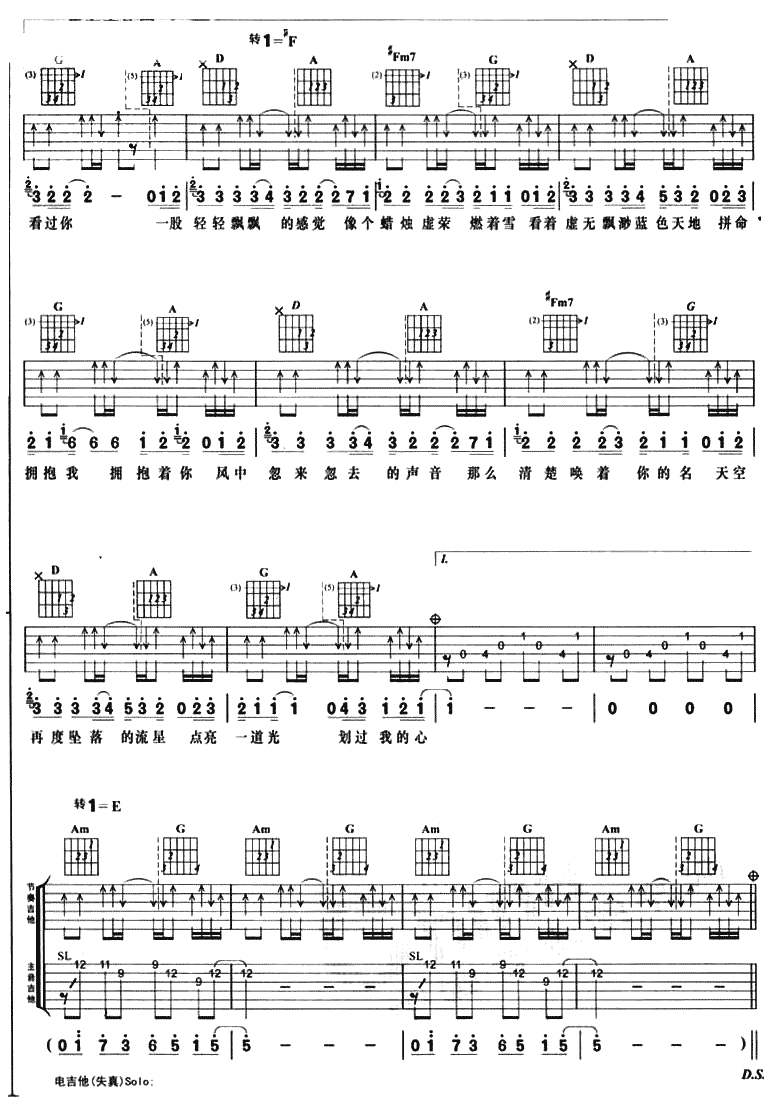 转1=♯F
G A D A ♯Fm7 G D A
(3) (5) (2) (3)
3 2 2 2 – 0 1 2 3 3 3 3 4 3 2 2 2 7 1 2 2 2 2 3 2 1 1 0 1 2 3 3 3 3 4 5 3 2 0 2 3
看过你 一股 轻轻飘飘 的感觉 像个 蜡烛虚荣 燃着雪 看着 虚无飘渺蓝色天地 拼命
G A D A ♯Fm7 G
(3) (5) (2) (3)
2 1 6 6 6 1 2 2 0 1 2 3 3 3 3 4 3 2 2 2 7 1 2 2 2 2 3 2 1 1 0 1 2
拥抱我 拥抱着你 风中 忽来忽去 的声音 那么 清楚唤着 你的名 天空
1.
D A G A
(3) (5)
0 4 0 1 0 4 1 0 4 0 1 0 4 1
3 3 3 3 4 5 3 2 0 2 3 2 1 1 1 0 4 3 1 2 1 1 – – – 0 0 0 0
再度坠落 的流星 点亮 一道光 划过 我的心
转1=E
Am G Am G Am G Am G
节奏吉他
SL SL
主音吉他
12 11 9 9 12 9 12 12 – – – 12 11 9 9 12 9 12 12 – – –
(0 1 7 3 6 5 1 5 5 – – – 0 1 7 3 6 5 1 5 5 – – – )
电吉他(失真)Solo:
D.S.